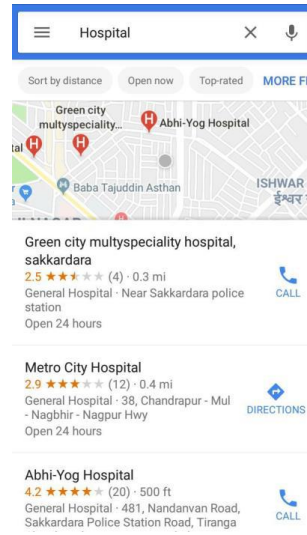 Hospital
Sort by distance
Open now
Top-rated
MORE
Green city
multyspeciality...
Abhi-Yog Hospital
Baba Tajuddin Asthan
ISHWAR
ईश्वर
Green city multyspeciality hospital,
sakkardara
2.5 (4) · 0.3 mi
General Hospital · Near Sakkardara police
station
Open 24 hours
CALL
Metro City Hospital
2.9 (12) · 0.4 mi
General Hospital · 38, Chandrapur - Mul
- Nagbhir - Nagpur Hwy
Open 24 hours
DIRECTIONS
Abhi-Yog Hospital
4.2 (20) · 500 ft
General Hospital · 481, Nandanvan Road,
Sakkardara Police Station Road, Tiranga
CALL